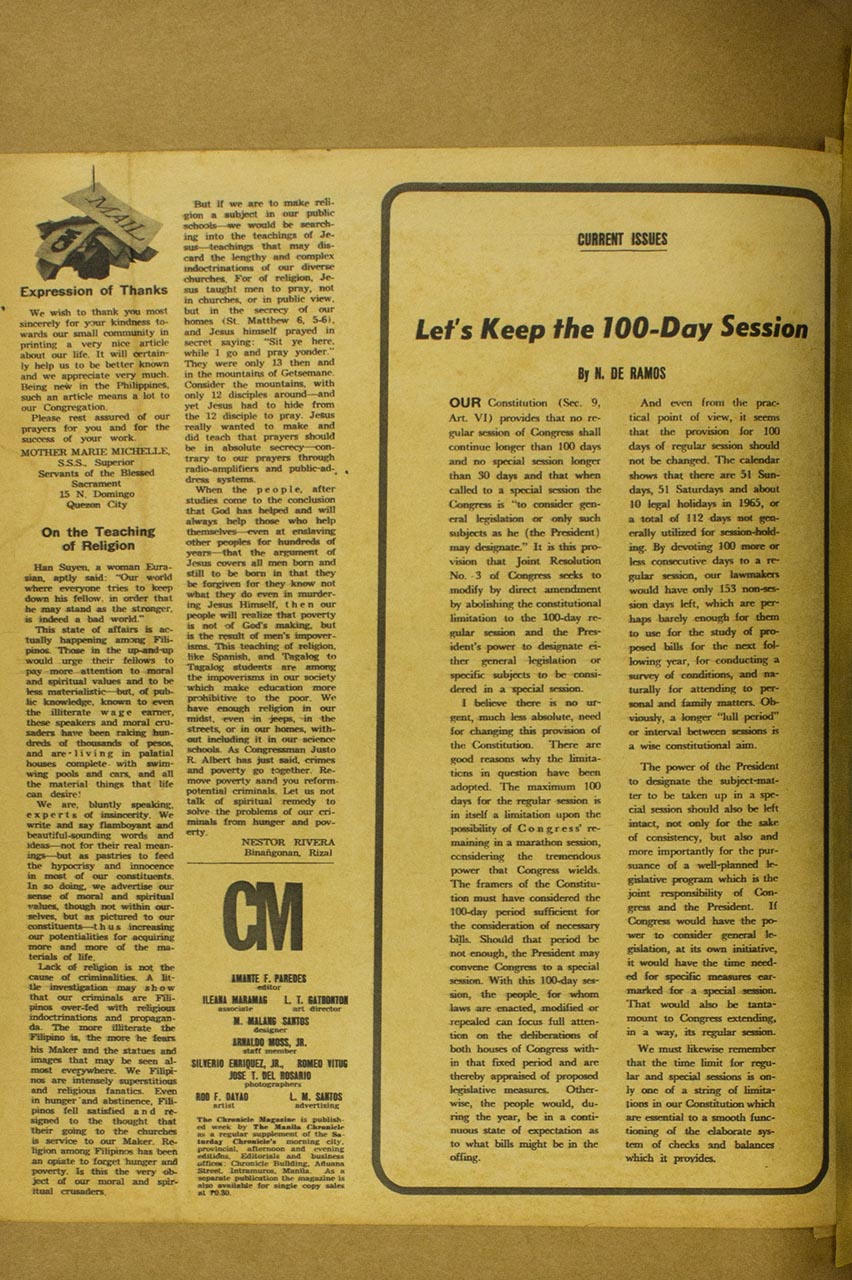 MAIL
Expression of Thanks
We wish to thank you most
sincerely for your kindness to-
wards our small community in
printing a very nice article
about our life. It will certain-
ly help us to be better known
and we appreciate very much.
Being new in the Philippines,
such an article means a lot to
our Congregation.
Please rest assured of our
prayers for you and for the
success of your work.
MOTHER MARIE MICHELLE,
S.S.S., Superior
Servants of the Blessed
Sacrament
15 N. Domingo
Quezon City
On the Teaching
of Religion
Han Suyen, a woman Eura-
sian, aptly said: "Our world
where everyone tries to keep
down his fellow, in order that
he may stand as the stronger,
is indeed a bad world."
This state of affairs is ac-
tually happening among Fili-
pinos. Those in the up-and-up
would urge their fellows to
pay more attention to moral
and spiritual values and to be
less materialistic—but, of pub-
lic knowledge, known to even
the illiterate wage earner,
these speakers and moral cru-
saders have been raking hun-
dreds of thousands of pesos,
and are living in palatial
houses complete with swim-
wing pools and cars, and all
the material things that life
can desire!
We are, bluntly speaking,
experts of insincerity. We
write and say flamboyant and
beautiful-sounding words and
ideas—not for their real mean-
ings—but as pastries to feed
the hypocrisy and innocence
in most of our constituents.
In so doing, we advertise our
sense of moral and spiritual
values, though not within our-
selves, but as pictured to our
constituents—thus increasing
our potentialities for acquiring
more and more of the ma-
terials of life.
Lack of religion is not the
cause of criminalities. A lit-
tle investigation may show
that our criminals are Fili-
pinos over-fed with religious
indoctrinations and propagan-
da. The more illiterate the
Filipino is, the more he fears
his Maker and the statues and
images that may be seen al-
most everywhere. We Filipi-
nos are intensely superstitious
and religious fanatics. Even
in hunger and abstinence, Fili-
pinos fell satisfied and re-
signed to the thought that
their going to the churches
is service to our Maker. Re-
ligion among Filipinos has been
an opiate to forget hunger and
poverty. Is this the very ob-
ject of our moral and spir-
itual crusaders.
But if we are to make reli-
gion a subject in our public
schools—we would be search-
ing into the teachings of Je-
sus—teachings that may dis-
card the lengthy and complex
indoctrinations of our diverse
churches. For of religion, Je-
sus taught men to pray, not
in churches, or in public view,
but in the secrecy of our
homes (St. Matthew 6, 5-6),
and Jesus himself prayed in
secret saying: "Sit ye here,
while I go and pray yonder."
They were only 13 then and
in the mountains of Getsemane.
Consider the mountains, with
only 12 disciples around—and
yet Jesus had to hide from
the 12 disciple to pray. Jesus
really wanted to make and
did teach that prayers should
be in absolute secrecy—con-
trary to our prayers through
radio-amplifiers and public-ad-
dress systems.
When the people, after
studies come to the conclusion
that God has helped and will
always help those who help
themselves—even at enslaving
other peoples for hundreds of
years—that the argument of
Jesus covers all men born and
still to be born in that they
be forgiven for they know not
what they do even in murder-
ing Jesus Himself, then our
people will realize that poverty
is not of God's making, but
is the result of men's impover-
isms. This teaching of religion,
like Spanish, and Tagalog to
Tagalog students are among
the impoverisms in our society
which make education more
prohibitive to the poor. We
have enough religion in our
midst, even in jeeps, in the
streets, or in our homes, with-
out including it in our science
schools. As Congressman Justo
R. Albert has just said, crimes
and poverty go together. Re-
move poverty sand you reform
potential criminals. Let us not
talk of spiritual remedy to
solve the problems of our cri-
minals from hunger and pov-
erty.
NESTOR RIVERA
Binañgonan, Rizal
CM
AMANTE F. PAREDES
editor
ILEANA MARAMAG L. T. GATBONTON
associate art director
M. MALANG SANTOS
designer
ARNALDO MOSS, JR.
staff member
SILVERIO ENRIQUEZ, JR., ROMEO VITUG
JOSE T. DEL ROSARIO
photographers
ROD F. DAYAO L. M. SANTOS
artist advertising
The Chronicle Magazine is publish-
ed week by The Manila Chronicle
as a regular supplement of the Sa-
turday Chronicle's morning city,
provincial, afternoon and evening
editions. Editorials and business
offices: Chronicle Building, Aduana
Street, Intramuros, Manila. As a
separate publication the magazine is
also available for single copy sales
at ₱0.30.
CURRENT ISSUES
Let's Keep the 100-Day Session
By N. DE RAMOS
OUR Constitution (Sec. 9,
Art. VI) provides that no re-
gular session of Congress shall
continue longer than 100 days
and no special session longer
than 30 days and that when
called to a special session the
Congress is "to consider gen-
eral legislation or only such
subjects as he (the President)
may designate." It is this pro-
vision that Joint Resolution
No. 3 of Congress seeks to
modify by direct amendment
by abolishing the constitutional
limitation to the 100-day re-
gular session and the Pres-
ident's power to designate ei-
ther general legislation or
specific subjects to be consi-
dered in a special session.
I believe there is no ur-
gent, much less absolute, need
for changing this provision of
the Constitution. There are
good reasons why the limita-
tions in question have been
adopted. The maximum 100
days for the regular session is
in itself a limitation upon the
possibility of Congress' re-
maining in a marathon session,
considering the tremendous
power that Congress wields.
The framers of the Constitu-
tion must have considered the
100-day period sufficient for
the consideration of necessary
bills. Should that period be
not enough, the President may
convene Congress to a special
session. With this 100-day ses-
sion, the people for whom
laws are enacted, modified or
repealed can focus full atten-
tion on the deliberations of
both houses of Congress with-
in that fixed period and are
thereby appraised of proposed
legislative measures. Other-
wise, the people would, du-
ring the year, be in a conti-
nuous state of expectation as
to what bills might be in the
offing.
And even from the prac-
tical point of view, it seems
that the provision for 100
days of regular session should
not be changed. The calendar
shows that there are 51 Sun-
days, 51 Saturdays and about
10 legal holidays in 1965, or
a total of 112 days not gen-
erally utilized for session-hold-
ing. By devoting 100 more or
less consecutive days to a re-
gular session, our lawmakers
would have only 153 non-ses-
sion days left, which are per-
haps barely enough for them
to use for the study of pro-
posed bills for the next fol-
lowing year, for conducting a
survey of conditions, and na-
turally for attending to per-
sonal and family matters. Ob-
viously, a longer "lull period"
or interval between sessions is
a wise constitutional aim.
The power of the President
to designate the subject-mat-
ter to be taken up in a spe-
cial session should also be left
intact, not only for the sake
of consistency, but also and
more importantly for the pur-
suance of a well-planned le-
gislative program which is the
joint responsibility of Con-
gress and the President. If
Congress would have the po-
wer to consider general le-
gislation, at its own initiative,
it would have the time need-
ed for specific measures ear-
marked for a special session.
That would also be tanta-
mount to Congress extending,
in a way, its regular session.
We must likewise remember
that the time limit for regu-
lar and special sessions is on-
ly one of a string of limita-
tions in our Constitution which
are essential to a smooth func-
tioning of the elaborate sys-
tem of checks and balances
which it provides.